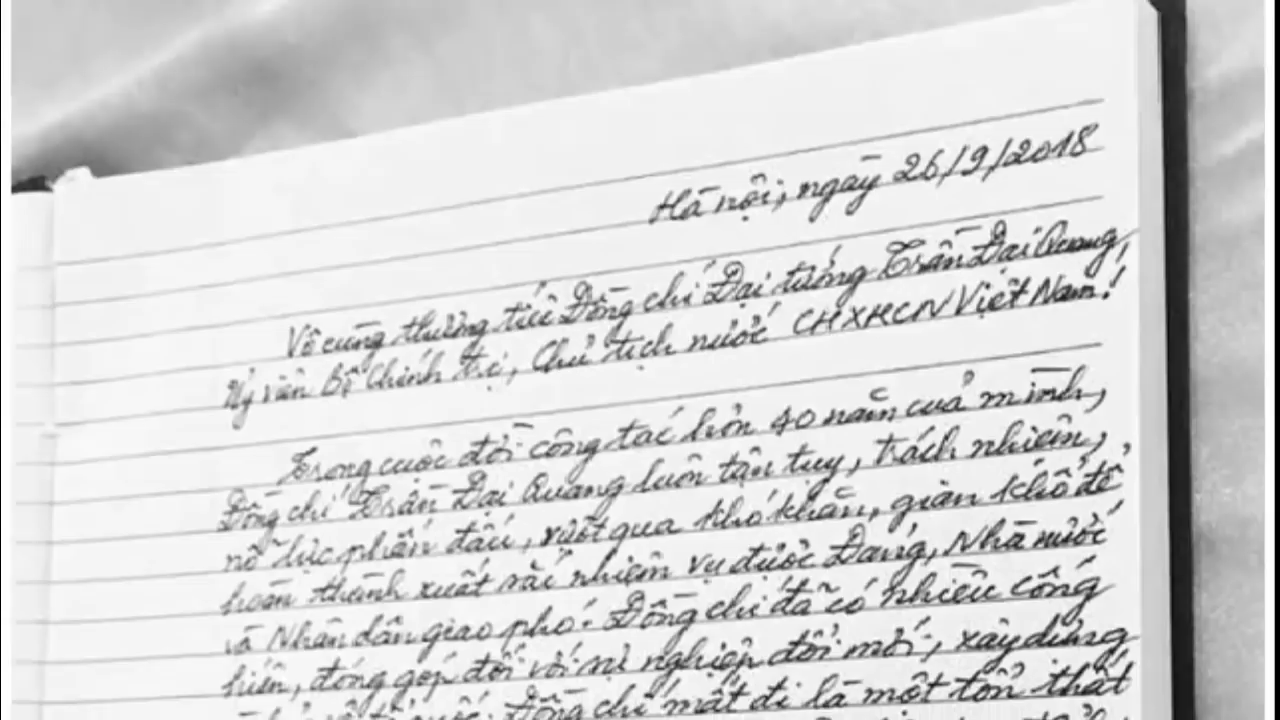 Hà nội, ngày 26/9/2018
Vô cùng thương tiếc Đồng chí Đại tướng Trần Đại Quang,
Uỷ viên Bộ Chính trị, Chủ tịch nước CHXHCN Việt Nam!
Trong cuộc đời công tác hơn 40 năm của mình,
Đồng chí Trần Đại Quang luôn tận tuỵ, trách nhiệm,
nỗ lực phấn đấu, vượt qua khó khăn, gian khổ để
hoàn thành xuất sắc nhiệm vụ được Đảng, Nhà nước
và Nhân dân giao phó. Đồng chí đã có nhiều cống
hiến, đóng góp đối với sự nghiệp đổi mới, xây dựng
Đồng chí mất đi là một tổn thất